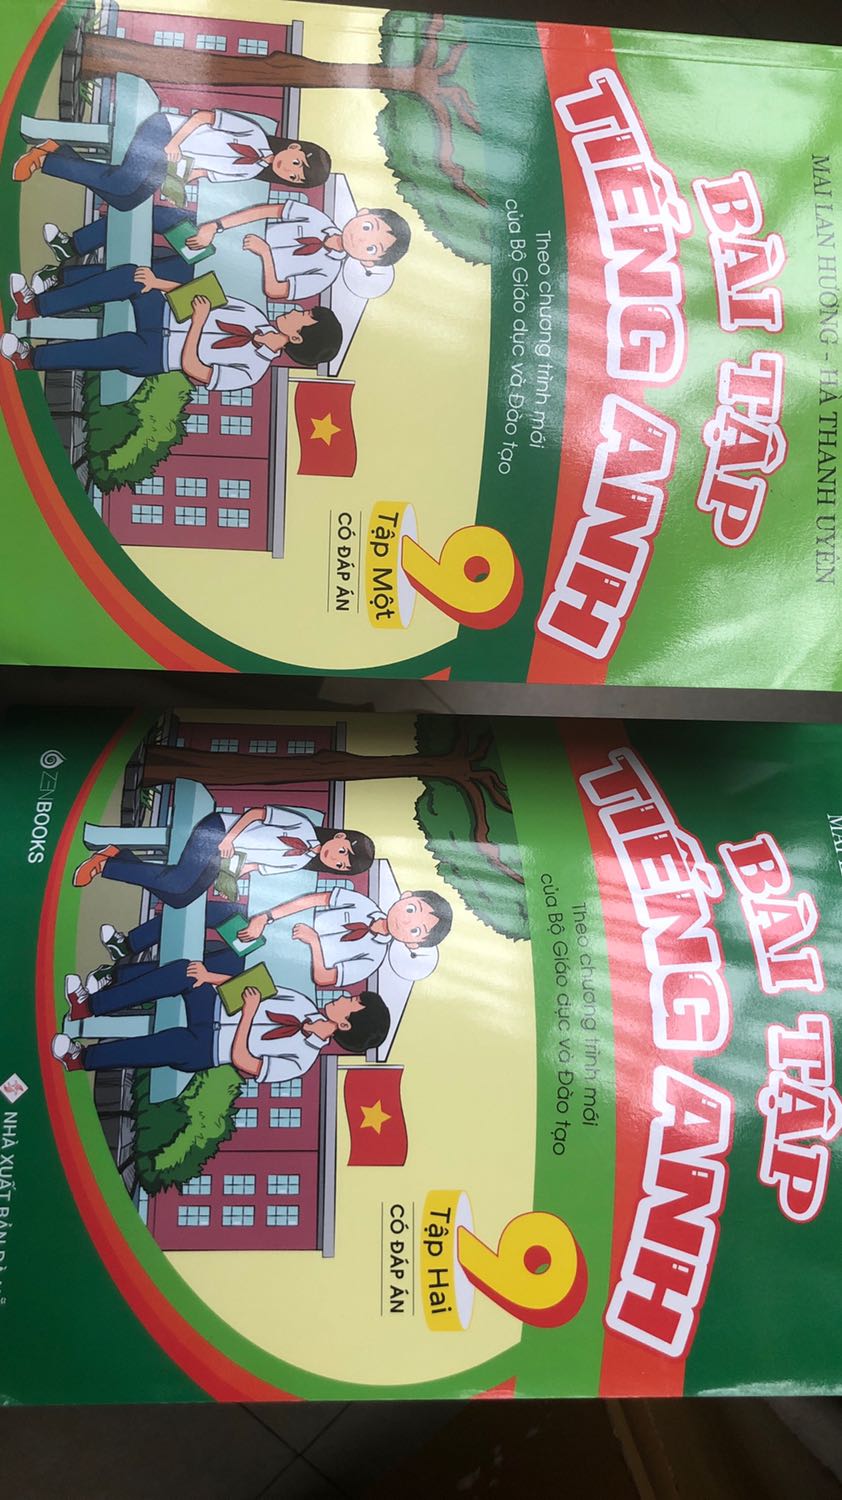 MAI LAN HƯƠNG - HÀ THANH UYÊN
BÀI TẬP
TIẾNG ANH
Theo chương trình mới
của Bộ Giáo dục và Đào tạo
9
Tập Một
CÓ ĐÁP ÁN
BÀI TẬP
TIẾNG ANH
Theo chương trình mới
của Bộ Giáo dục và Đào tạo
9
Tập Hai
CÓ ĐÁP ÁN
ZENBOOKS
NHÀ XUẤT BẢN